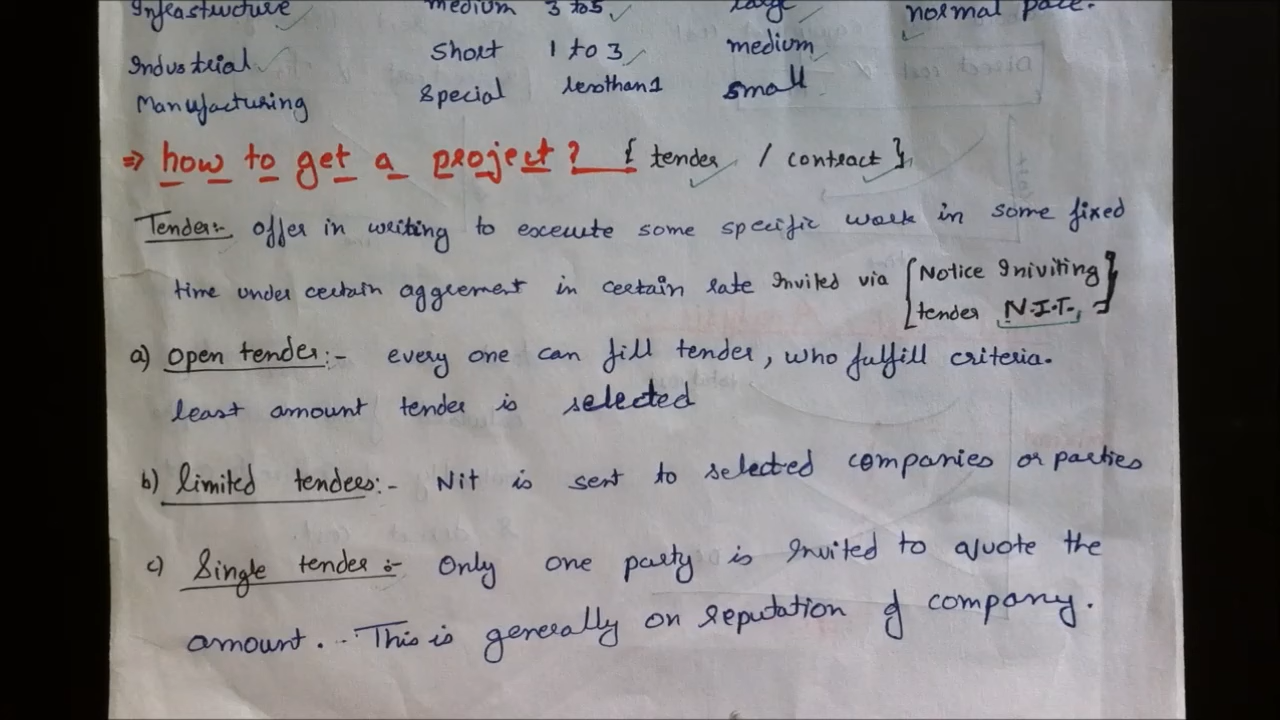 Infrastructure medium 3 to 5 large normal pace.
Industrial Short 1 to 3 medium
Manufacturing Special lessthan 1 small
⇒ how to get a project? { tender / contract }
Tender:- offer in writing to execute some specific work in some fixed
time under certain aggrement in certain rate Invited via [Notice Iniviting
tender N.I.T.]
a) open tender:- every one can fill tender, who fulfill criteria.
least amount tender is selected
b) limited tenders:- Nit is sent to selected companies or parties
c) Single tender:- Only one party is Invited to quote the
amount. This is generally on reputation of company.